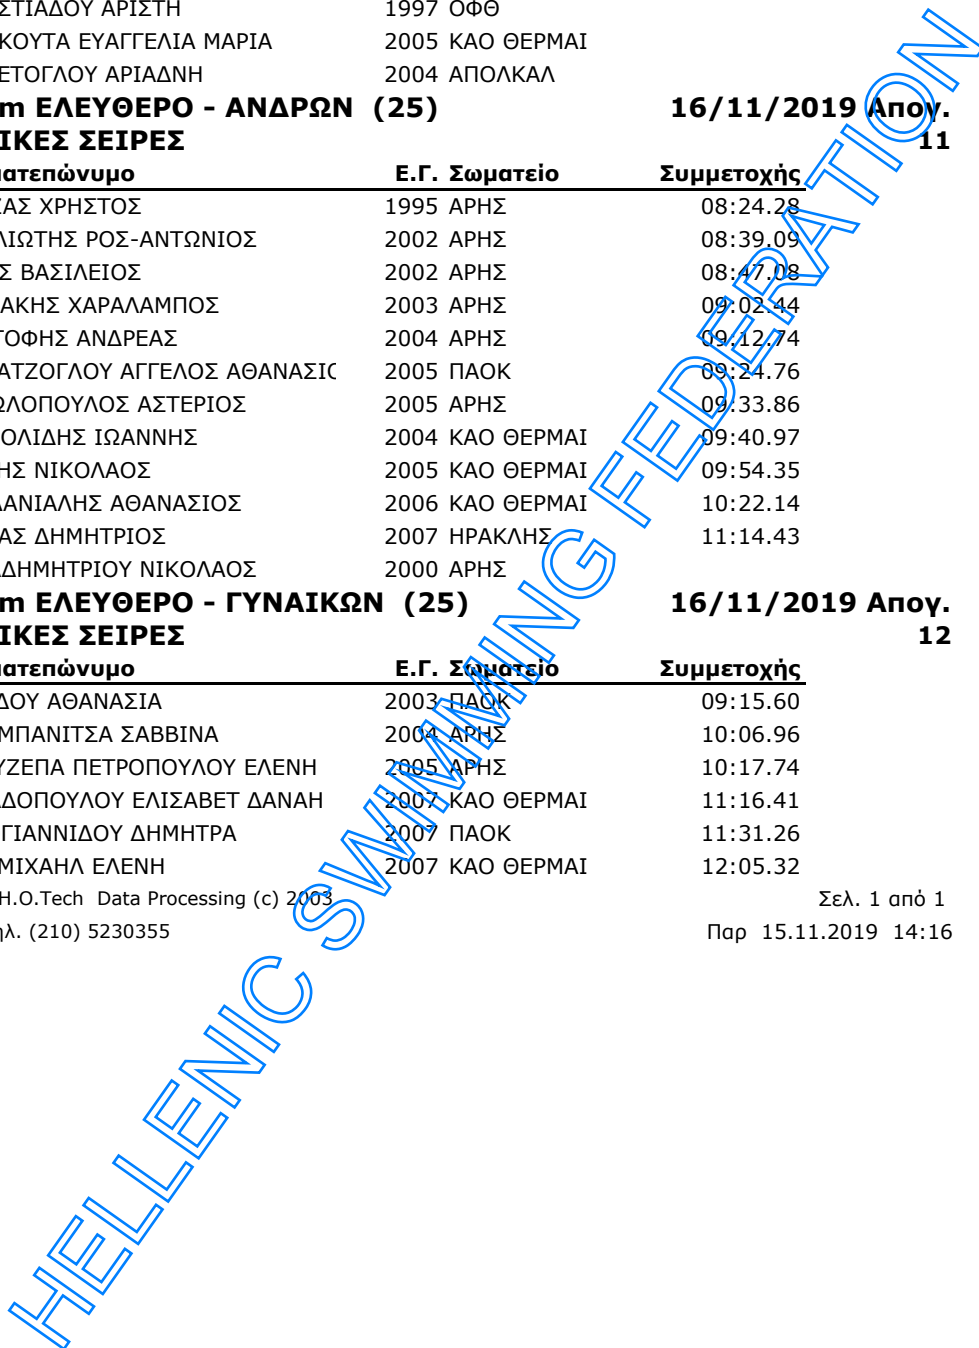 ΣΤΙΑΔΟΥ ΑΡΙΣΤΗ 1997 ΟΦΘ
ΚΟΥΤΑ ΕΥΑΓΓΕΛΙΑ ΜΑΡΙΑ 2005 ΚΑΟ ΘΕΡΜΑΙ
ΕΤΟΓΛΟΥ ΑΡΙΑΔΝΗ 2004 ΑΠΟΛΚΑΛ
m ΕΛΕΥΘΕΡΟ - ΑΝΔΡΩΝ (25) 16/11/2019 Απογ.
ΙΚΕΣ ΣΕΙΡΕΣ 11
ατεπώνυμο Ε.Γ. Σωματείο Συμμετοχής
ΑΣ ΧΡΗΣΤΟΣ 1995 ΑΡΗΣ 08:24.28
ΛΙΩΤΗΣ ΡΟΣ-ΑΝΤΩΝΙΟΣ 2002 ΑΡΗΣ 08:39.09
Σ ΒΑΣΙΛΕΙΟΣ 2002 ΑΡΗΣ 08:47.08
ΑΚΗΣ ΧΑΡΑΛΑΜΠΟΣ 2003 ΑΡΗΣ 09:02.44
ΤΟΦΗΣ ΑΝΔΡΕΑΣ 2004 ΑΡΗΣ 09:12.74
ΑΤΖΟΓΛΟΥ ΑΓΓΕΛΟΣ ΑΘΑΝΑΣΙΟ 2005 ΠΑΟΚ 09:24.76
ΩΛΟΠΟΥΛΟΣ ΑΣΤΕΡΙΟΣ 2005 ΑΡΗΣ 09:33.86
ΟΛΙΔΗΣ ΙΩΑΝΝΗΣ 2004 ΚΑΟ ΘΕΡΜΑΙ 09:40.97
ΗΣ ΝΙΚΟΛΑΟΣ 2005 ΚΑΟ ΘΕΡΜΑΙ 09:54.35
ΑΝΙΑΛΗΣ ΑΘΑΝΑΣΙΟΣ 2006 ΚΑΟ ΘΕΡΜΑΙ 10:22.14
ΑΣ ΔΗΜΗΤΡΙΟΣ 2007 ΗΡΑΚΛΗΣ 11:14.43
ΔΗΜΗΤΡΙΟΥ ΝΙΚΟΛΑΟΣ 2000 ΑΡΗΣ
m ΕΛΕΥΘΕΡΟ - ΓΥΝΑΙΚΩΝ (25) 16/11/2019 Απογ.
ΙΚΕΣ ΣΕΙΡΕΣ 12
ατεπώνυμο Ε.Γ. Σωματείο Συμμετοχής
ΔΟΥ ΑΘΑΝΑΣΙΑ 2003 ΠΑΟΚ 09:15.60
ΜΠΑΝΙΤΣΑ ΣΑΒΒΙΝΑ 2004 ΑΡΗΣ 10:06.96
ΥΖΕΠΑ ΠΕΤΡΟΠΟΥΛΟΥ ΕΛΕΝΗ 2005 ΑΡΗΣ 10:17.74
ΔΟΠΟΥΛΟΥ ΕΛΙΣΑΒΕΤ ΔΑΝΑΗ 2007 ΚΑΟ ΘΕΡΜΑΙ 11:16.41
ΓΙΑΝΝΙΔΟΥ ΔΗΜΗΤΡΑ 2007 ΠΑΟΚ 11:31.26
ΜΙΧΑΗΛ ΕΛΕΝΗ 2007 ΚΑΟ ΘΕΡΜΑΙ 12:05.32
H.O.Tech Data Processing (c) 2003 Σελ. 1 από 1
ηλ. (210) 5230355 Παρ 15.11.2019 14:16
HELLENIC SWIMMING FEDERATION